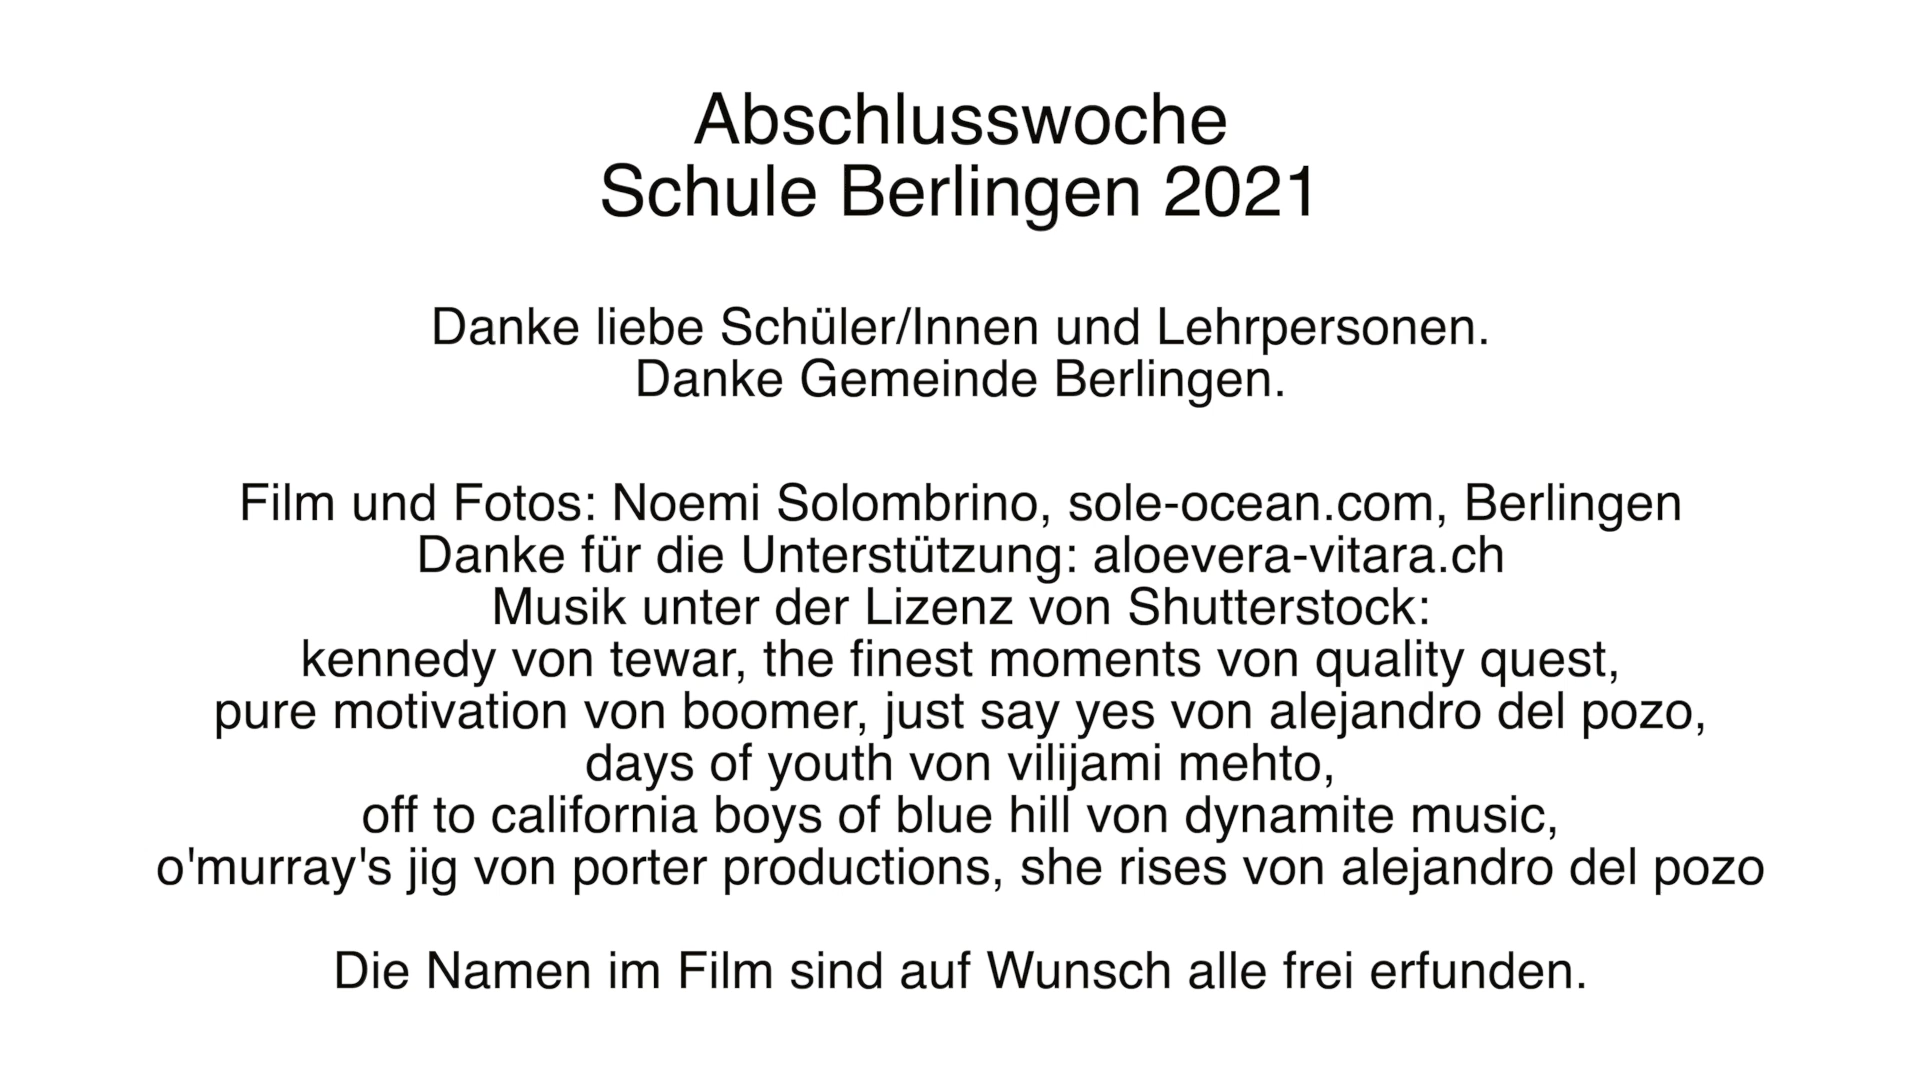 Abschlusswoche
Schule Berlingen 2021
Danke liebe Schüler/Innen und Lehrpersonen.
Danke Gemeinde Berlingen.
Film und Fotos: Noemi Solombrino, sole-ocean.com, Berlingen
Danke für die Unterstützung: aloevera-vitara.ch
Musik unter der Lizenz von Shutterstock:
kennedy von tewar, the finest moments von quality quest,
pure motivation von boomer, just say yes von alejandro del pozo,
days of youth von vilijami mehto,
off to california boys of blue hill von dynamite music,
o'murray's jig von porter productions, she rises von alejandro del pozo
Die Namen im Film sind auf Wunsch alle frei erfunden.